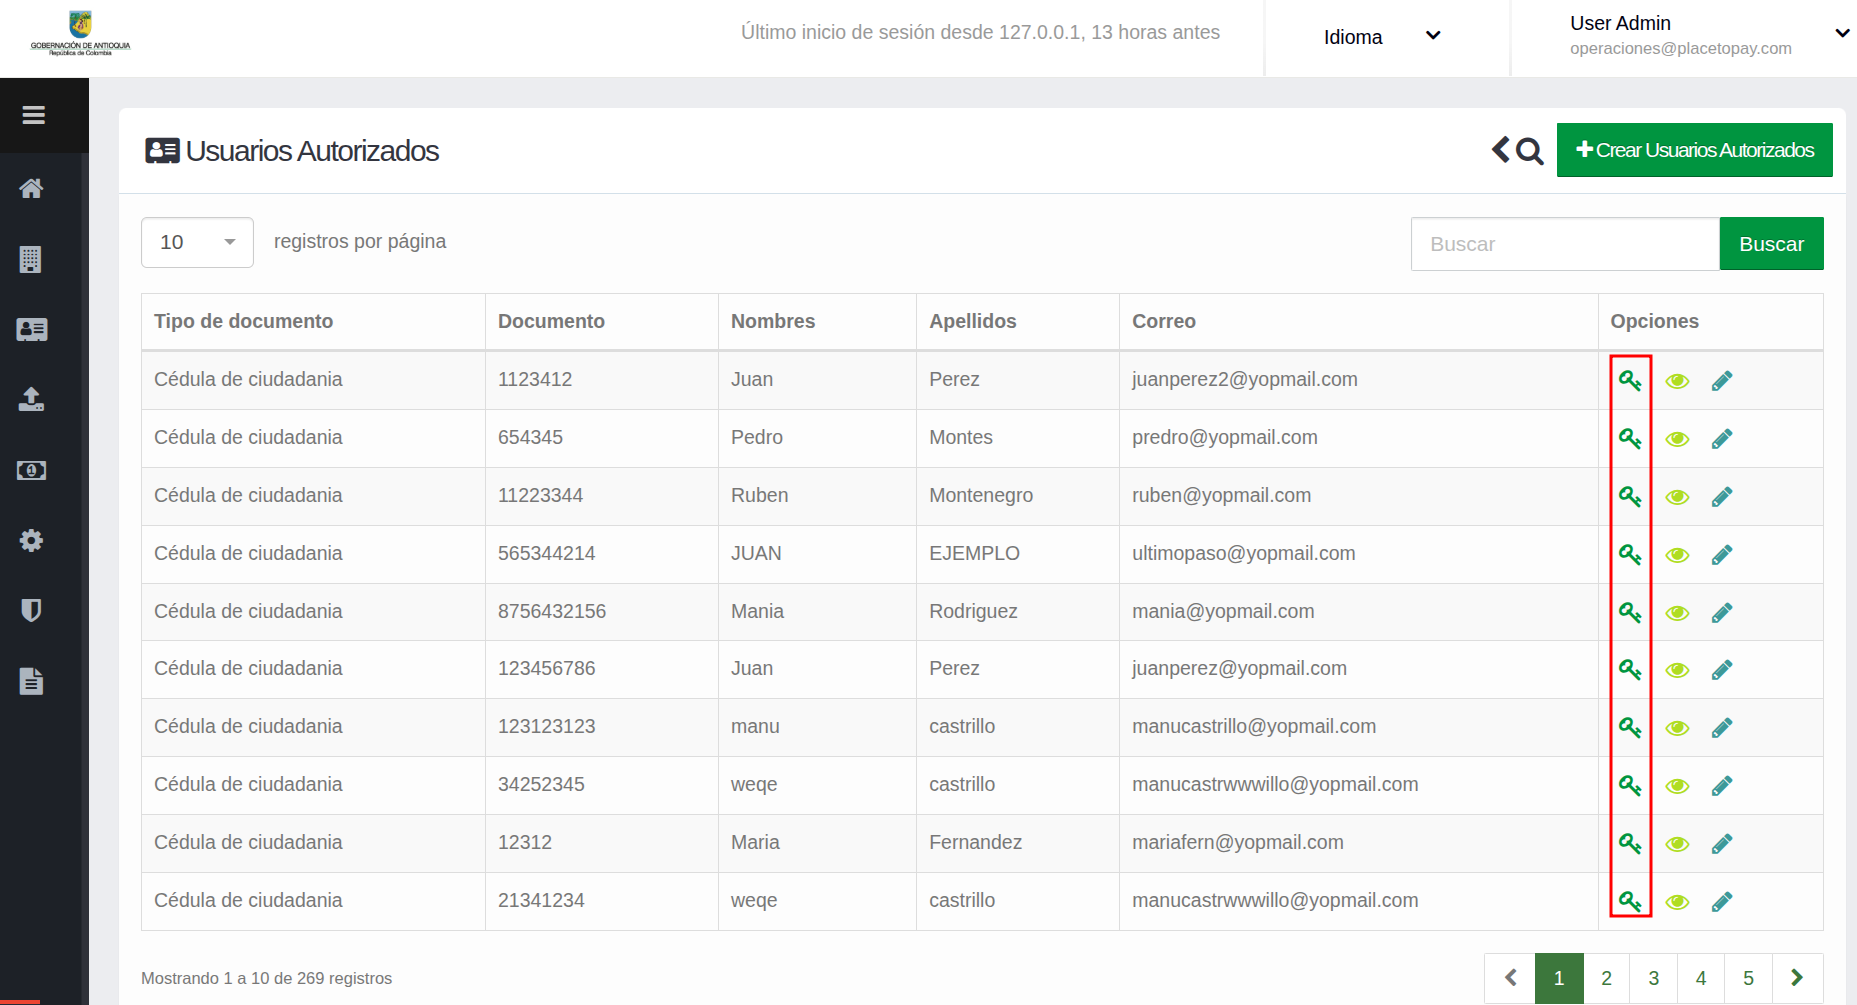 GOBERNACIÓN DE ANTIOQUIA
República de Colombia
Último inicio de sesión desde 127.0.0.1, 13 horas antes
Idioma
User Admin
operaciones@placetopay.com
Usuarios Autorizados
Crear Usuarios Autorizados
10 registros por página
Buscar Buscar
Tipo de documento Documento Nombres Apellidos Correo Opciones
Cédula de ciudadania 1123412 Juan Perez juanperez2@yopmail.com
Cédula de ciudadania 654345 Pedro Montes predro@yopmail.com
Cédula de ciudadania 11223344 Ruben Montenegro ruben@yopmail.com
Cédula de ciudadania 565344214 JUAN EJEMPLO ultimopaso@yopmail.com
Cédula de ciudadania 8756432156 Mania Rodriguez mania@yopmail.com
Cédula de ciudadania 123456786 Juan Perez juanperez@yopmail.com
Cédula de ciudadania 123123123 manu castrillo manucastrillo@yopmail.com
Cédula de ciudadania 34252345 weqe castrillo manucastrwwwillo@yopmail.com
Cédula de ciudadania 12312 Maria Fernandez mariafern@yopmail.com
Cédula de ciudadania 21341234 weqe castrillo manucastrwwwillo@yopmail.com
Mostrando 1 a 10 de 269 registros
1 2 3 4 5